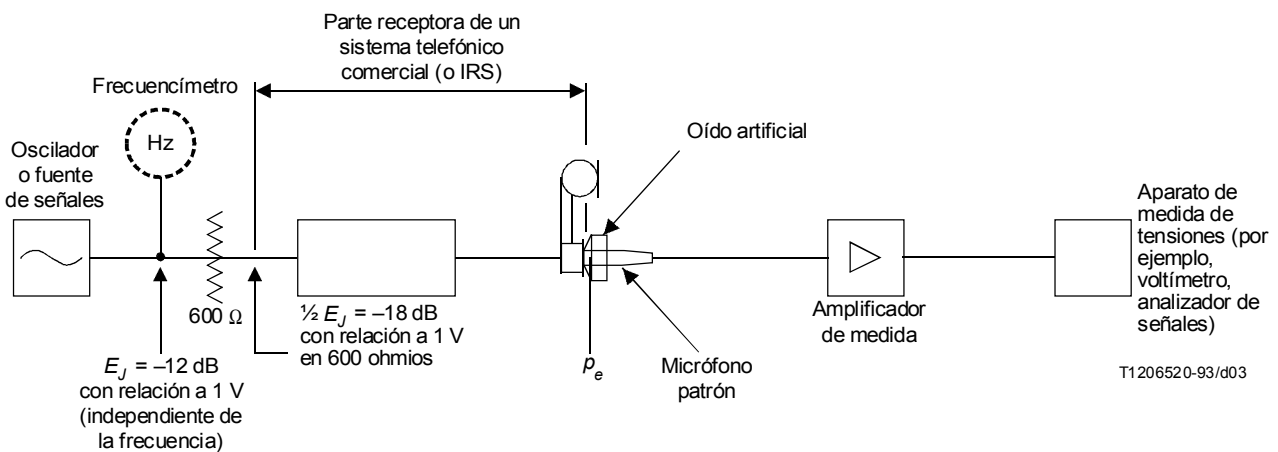 Parte receptora de un
sistema telefónico
comercial (o IRS)
Frecuencímetro
Hz
Oído artificial
Oscilador
o fuente
de señales
Aparato de
medida de
tensiones (por
ejemplo,
voltímetro,
analizador de
señales)
600 Ω
½ E_J = –18 dB
con relación a 1 V
en 600 ohmios
Amplificador
de medida
E_J = –12 dB
con relación a 1 V
(independiente de
la frecuencia)
p_e
Micrófono
patrón
T1206520-93/d03